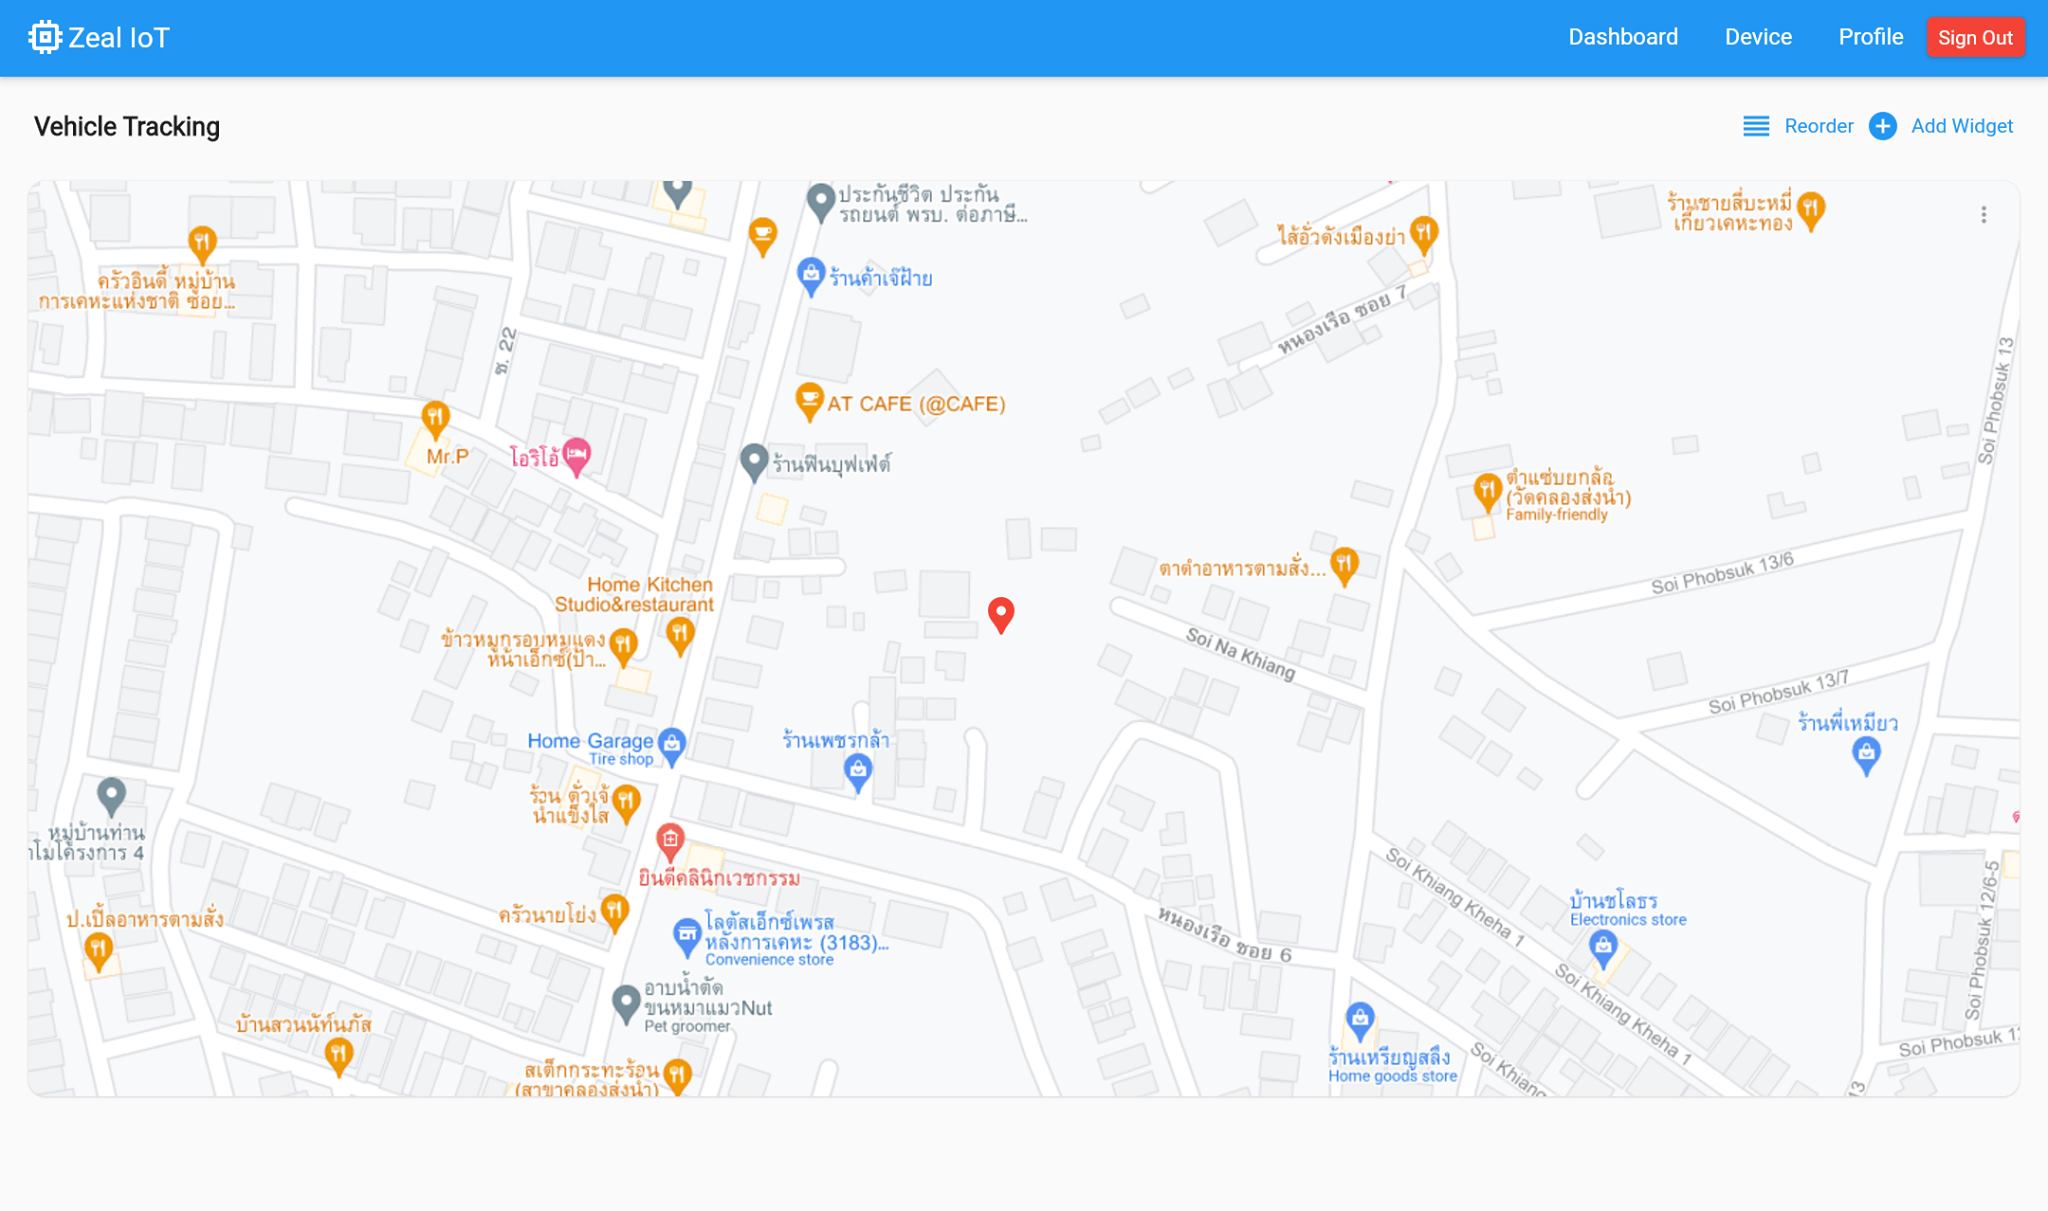 Zeal IoT
Dashboard
Device
Profile
Sign Out
Vehicle Tracking
Reorder
Add Widget
ประกันชีวิต ประกัน
รถยนต์ พรบ. ต่อภาษี...
ไส้อั่วดังเมืองย่า
ร้านชายสี่บะหมี่
เกี๊ยวเคหะทอง
ครัวอินดี้ หมู่บ้าน
การเคหะแห่งชาติ ซอย...
ร้านค้าเจ๊ฝ้าย
หนองเรือ ซอย 7
ซ. 22
Soi Phobsuk 13
AT CAFE (@CAFE)
Mr.P
โอริโอ้
ร้านฟินบุฟเฟ่ต์
ตำแซ่บยกล้อ
(วัดคลองส่งน้ำ)
Family-friendly
Home Kitchen
Studio&restaurant
ตาตำอาหารตามสั่ง...
Soi Phobsuk 13/6
ข้าวหมูกรอบหมูแดง
หน้าเอ็กซ์(ป้า...
Soi Na Khiang
Soi Phobsuk 13/7
Home Garage
Tire shop
ร้านเพชรกล้า
ร้านพี่เหมียว
ร้าน ตั่วเจ้
น้ำแข็งใส
หมู่บ้านท่าน
าโมโครงการ 4
ยินดีคลินิกเวชกรรม
Soi Khiang Kheha 1
ป.เปิ้ลอาหารตามสั่ง
ครัวนายโย่ง
โลตัสเอ็กซ์เพรส
หลังการเคหะ (3183)...
Convenience store
หนองเรือ ซอย 6
บ้านชโลธร
Electronics store
Soi Phobsuk 12/6-5
อาบน้ำตัด
ขนหมาแมวNut
Pet groomer
Soi Khiang Kheha 1
บ้านสวนนัท์นภัส
ร้านเหรียญสลึง
Home goods store
Soi Khiang
Soi Phobsuk 12
สเต็กกระทะร้อน
(สาขาคลองส่งน้ำ)
13